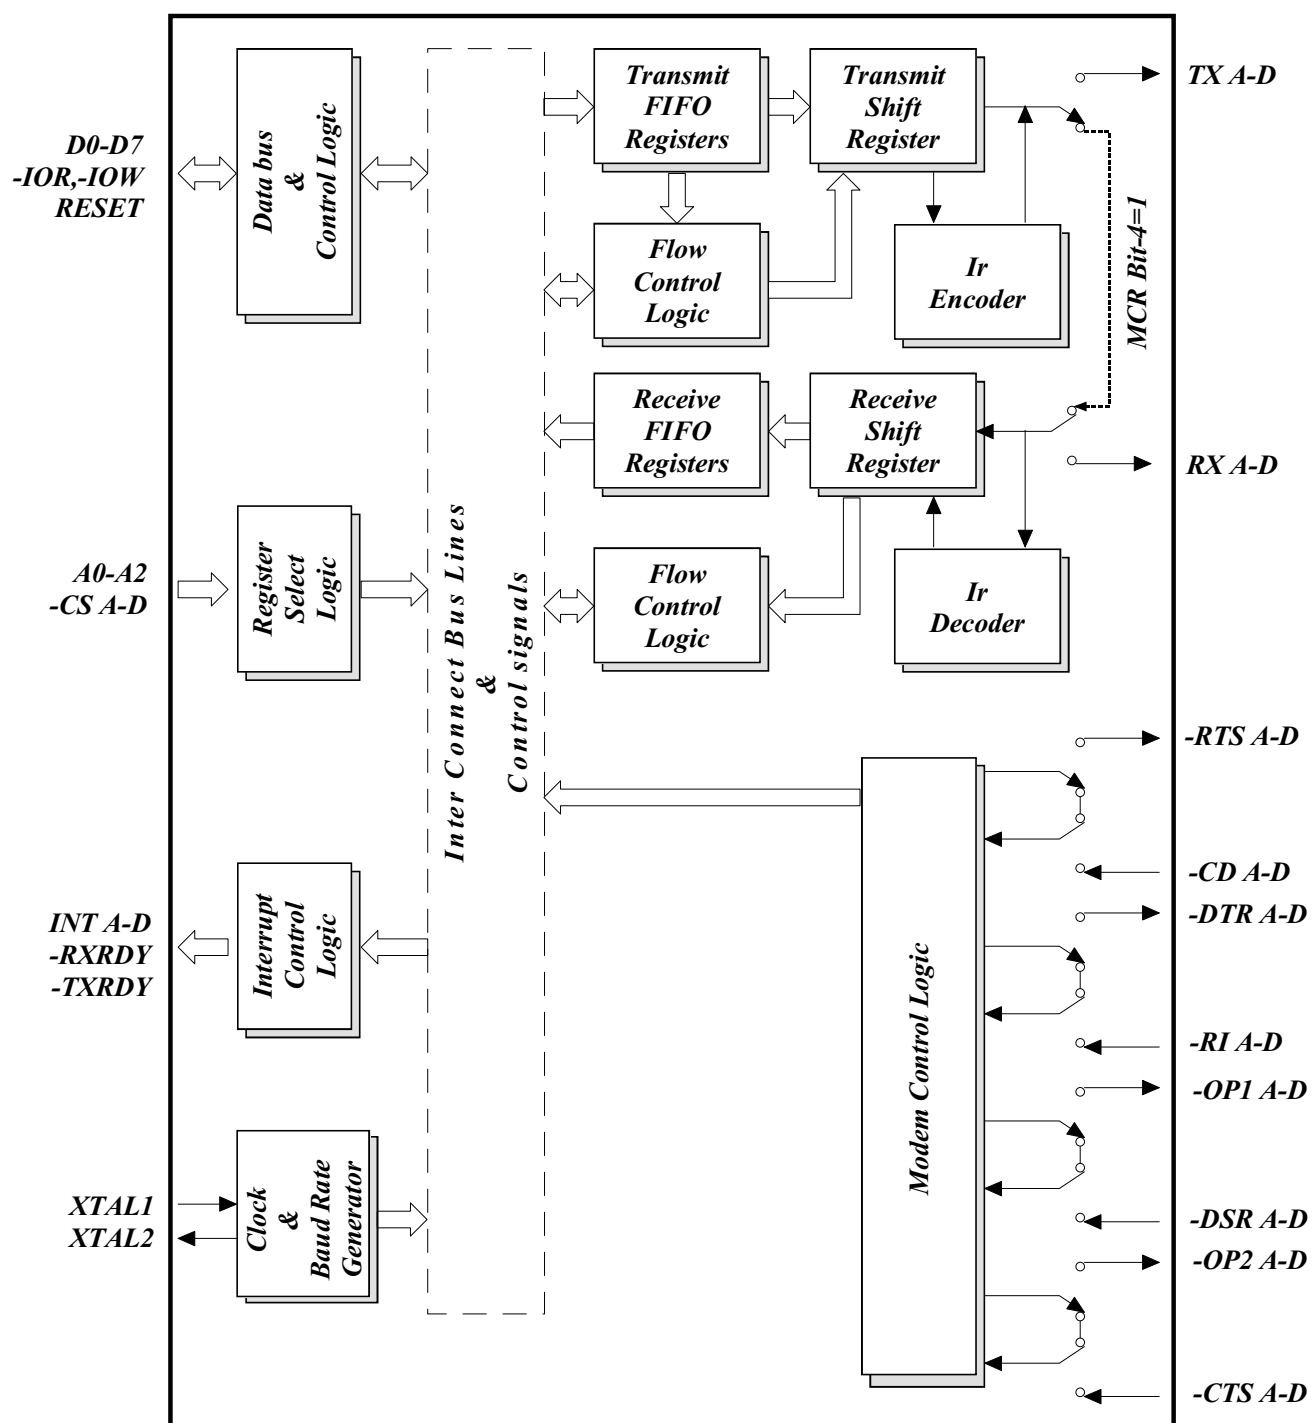 D0-D7
-IOR,-IOW
RESET
Data bus
&
Control Logic
A0-A2
-CS A-D
Register
Select
Logic
INT A-D
-RXRDY
-TXRDY
Interrupt
Control
Logic
XTAL1
XTAL2
Clock
&
Baud Rate
Generator
Inter Connect Bus Lines
&
Control signals
Transmit
FIFO
Registers
Transmit
Shift
Register
Flow
Control
Logic
Ir
Encoder
Receive
FIFO
Registers
Receive
Shift
Register
Flow
Control
Logic
Ir
Decoder
MCR Bit-4=1
Modem Control Logic
TX A-D
RX A-D
-RTS A-D
-CD A-D
-DTR A-D
-RI A-D
-OP1 A-D
-DSR A-D
-OP2 A-D
-CTS A-D